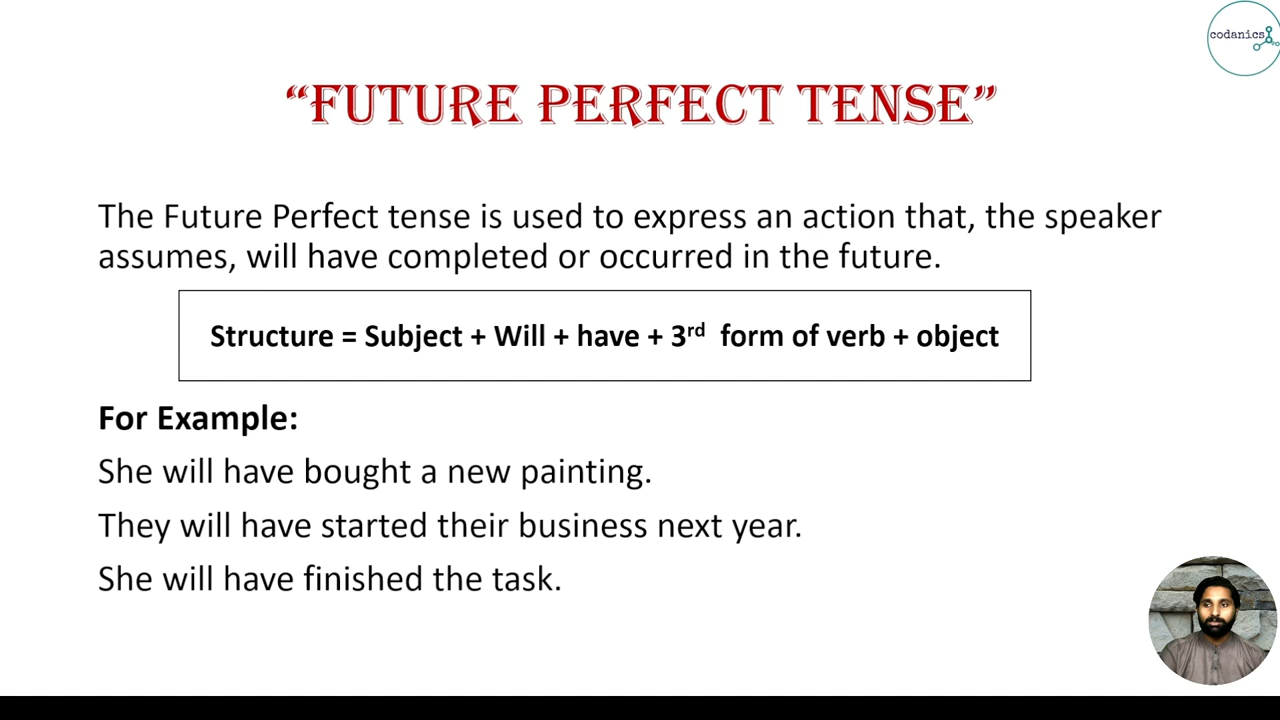 codanics
“FUTURE PERFECT TENSE”
The Future Perfect tense is used to express an action that, the speaker
assumes, will have completed or occurred in the future.
Structure = Subject + Will + have + 3rd form of verb + object
For Example:
She will have bought a new painting.
They will have started their business next year.
She will have finished the task.